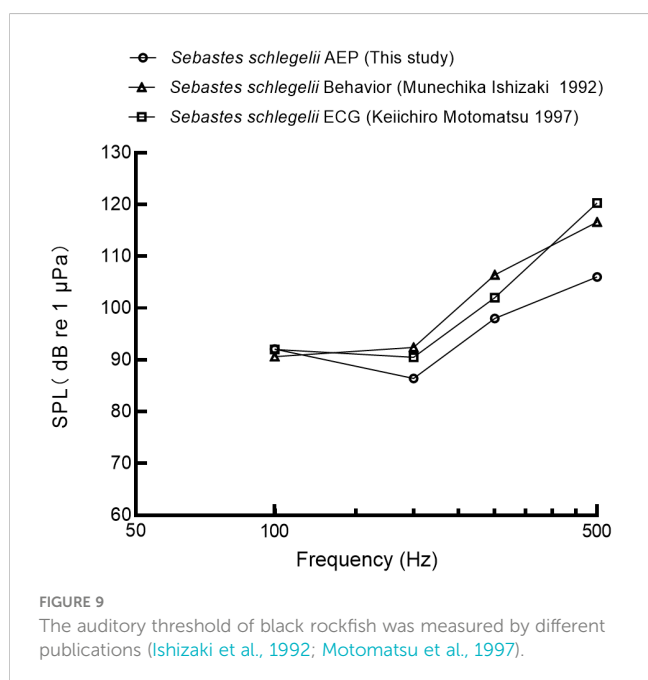 Sebastes schlegelii AEP (This study)
Sebastes schlegelii Behavior (Munechika Ishizaki 1992)
Sebastes schlegelii ECG (Keiichiro Motomatsu 1997)
130
120
110
100
90
80
70
60
SPL( dB re 1 μPa)
50
100
500
Frequency (Hz)
FIGURE 9
The auditory threshold of black rockfish was measured by different
publications (Ishizaki et al., 1992; Motomatsu et al., 1997).